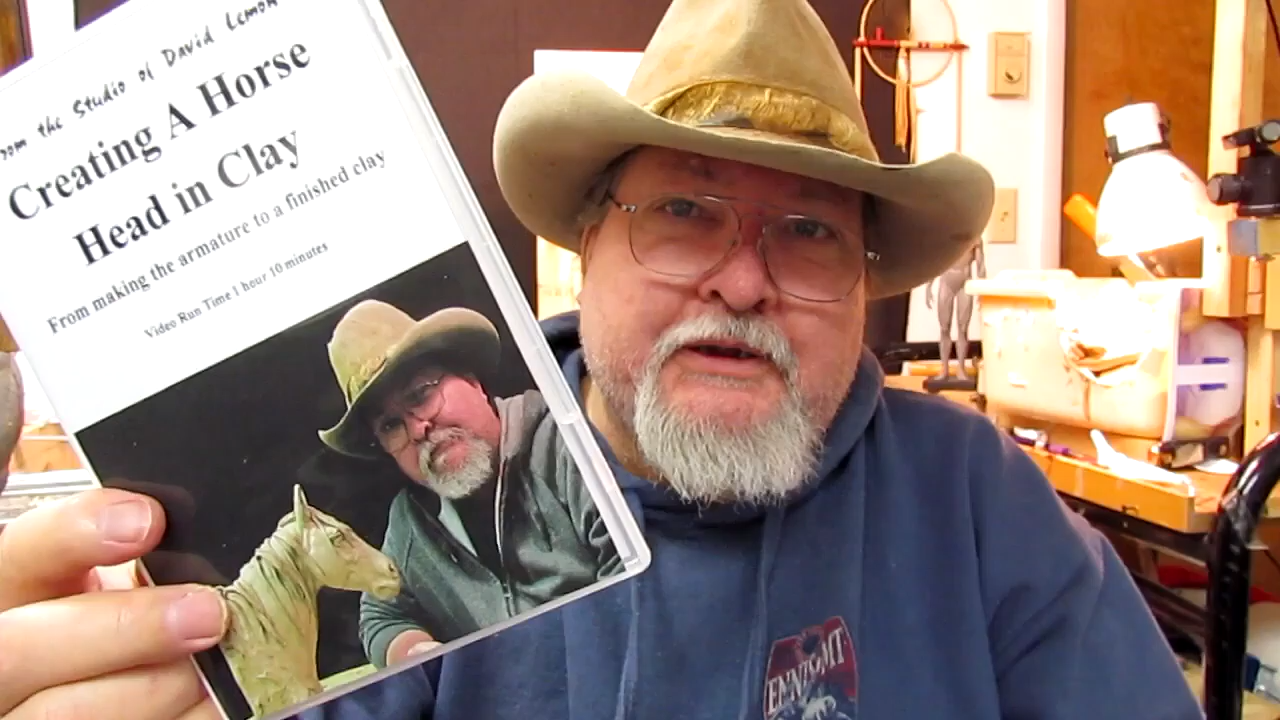 the Studio of David Lemon
Creating A Horse
Head in Clay
From making the armature to a finished clay
Video Run Time 1 hour 10 minutes